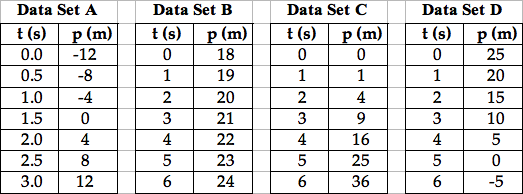 Data Set A Data Set B Data Set C Data Set D
t (s) p (m) t (s) p (m) t (s) p (m) t (s) p (m)
0.0 -12 0 18 0 0 0 25
0.5 -8 1 19 1 1 1 20
1.0 -4 2 20 2 4 2 15
1.5 0 3 21 3 9 3 10
2.0 4 4 22 4 16 4 5
2.5 8 5 23 5 25 5 0
3.0 12 6 24 6 36 6 -5